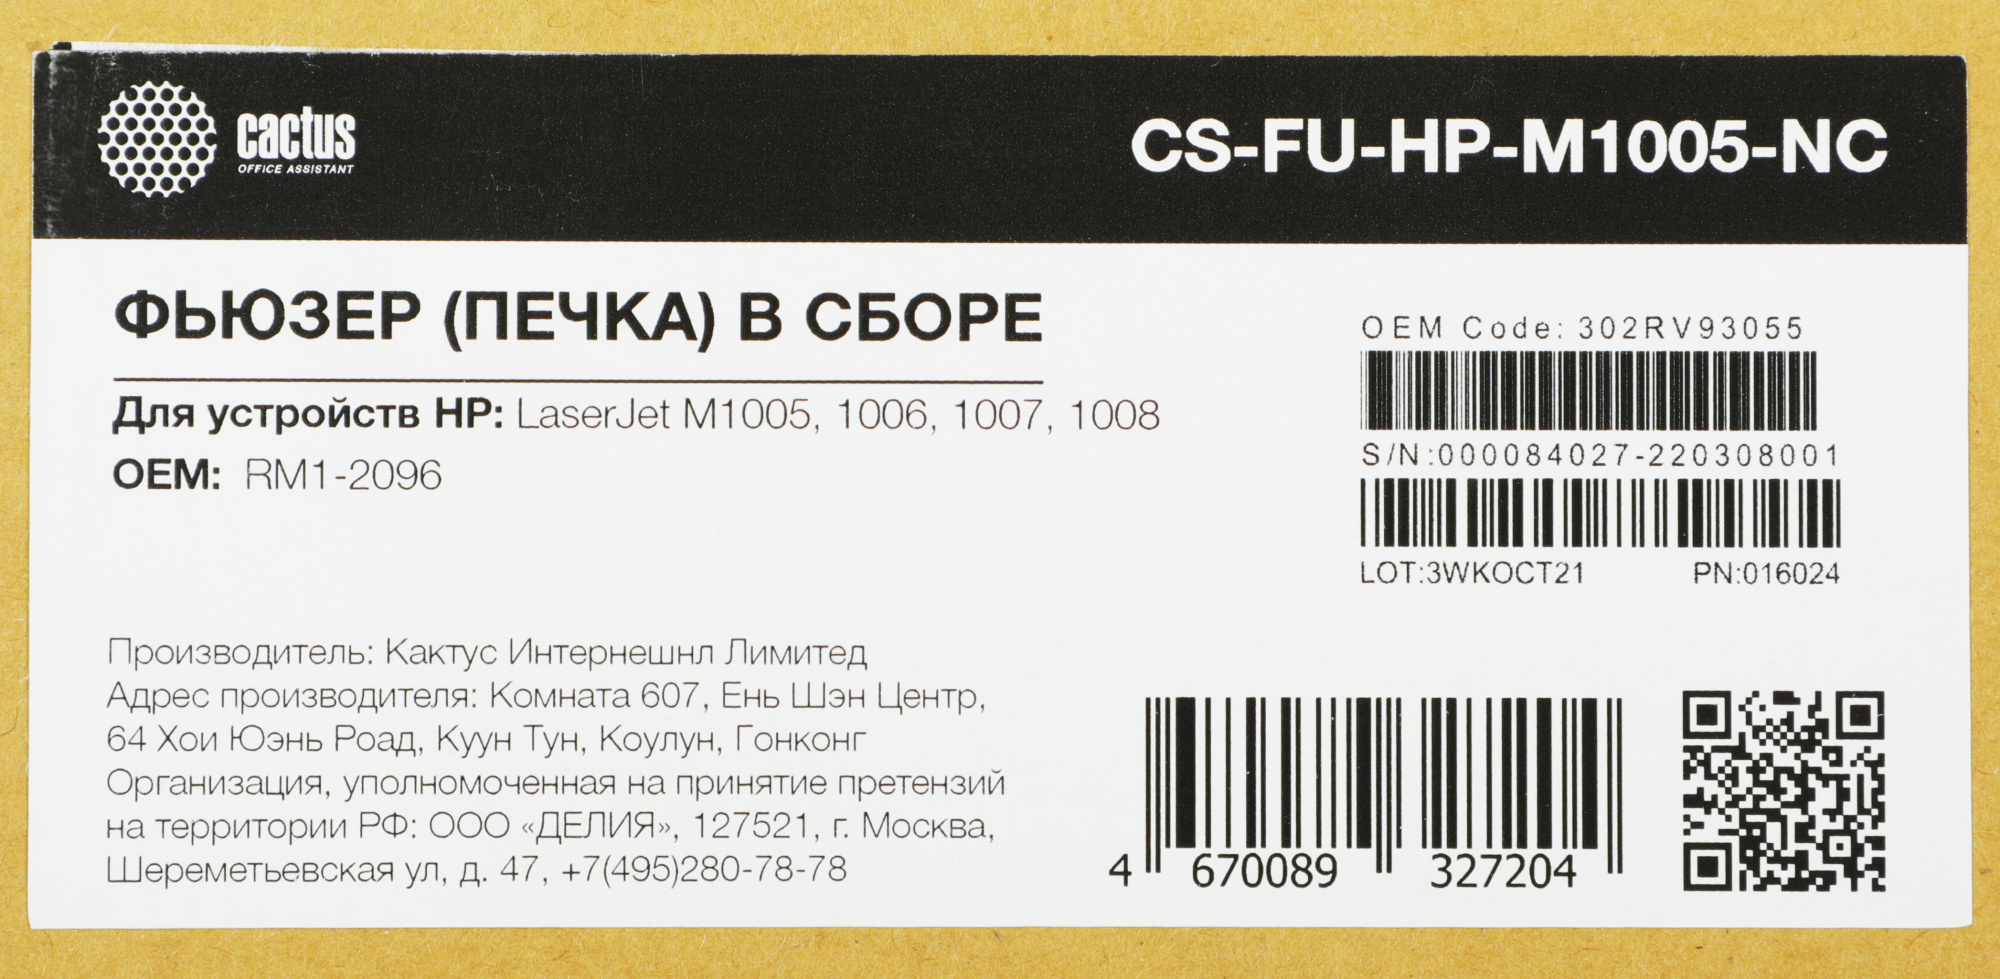 cactus
OFFICE ASSISTANT
CS-FU-HP-M1005-NC
ФЬЮЗЕР (ПЕЧКА) В СБОРЕ
Для устройств HP: LaserJet M1005, 1006, 1007, 1008
OEM: RM1-2096
OEM Code: 302RV93055
S/N:000084027-220308001
LOT:3WKOCT21 PN:016024
Производитель: Кактус Интернешнл Лимитед
Адрес производителя: Комната 607, Ень Шэн Центр,
64 Хои Юэнь Роад, Куун Тун, Коулун, Гонконг
Организация, уполномоченная на принятие претензий
на территории РФ: ООО «ДЕЛИЯ», 127521, г. Москва,
Шереметьевская ул, д. 47, +7(495)280-78-78
4 670089 327204